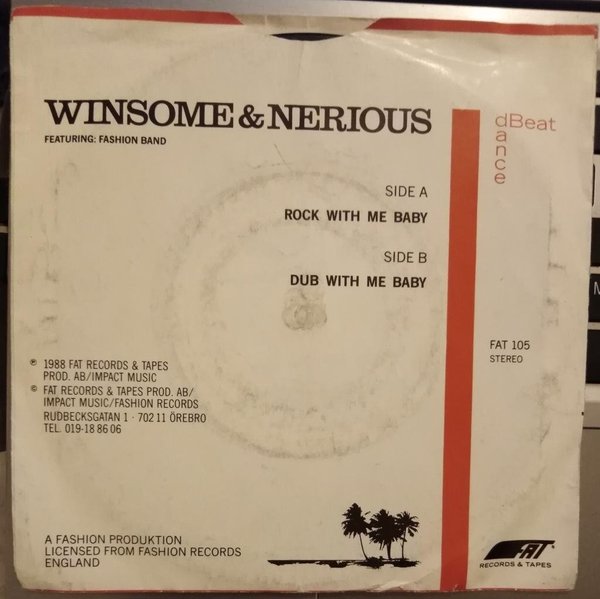 WINSOME & NERIOUS
FEATURING: FASHION BAND
dBeat
a
n
c
e
SIDE A
ROCK WITH ME BABY
SIDE B
DUB WITH ME BABY
FAT 105
STEREO
℗ 1988 FAT RECORDS & TAPES
PROD. AB/IMPACT MUSIC
© FAT RECORDS & TAPES PROD. AB/
IMPACT MUSIC/FASHION RECORDS
RUDBECKSGATAN 1 · 702 11 ÖREBRO
TEL. 019-18 86 06
A FASHION PRODUKTION
LICENSED FROM FASHION RECORDS
ENGLAND
FAT
RECORDS & TAPES